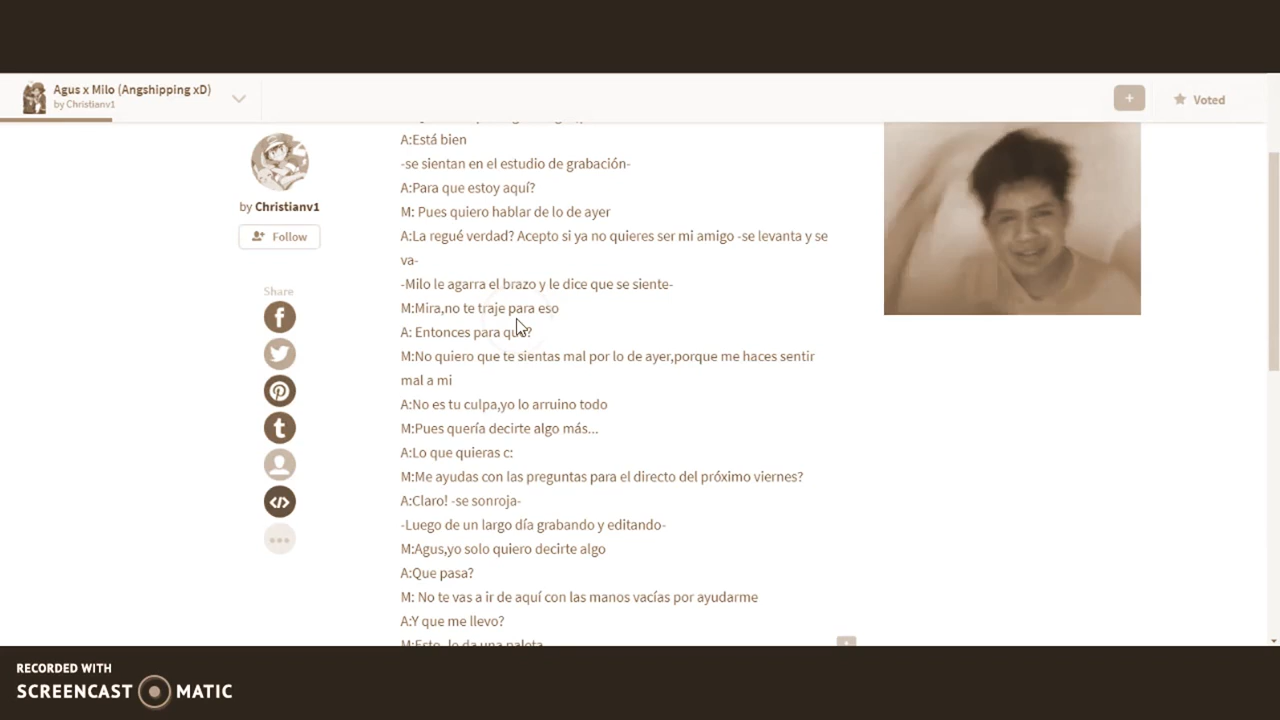 Agus x Milo (Angshipping xD)
by Christianv1
+
Voted
by Christianv1
Follow
Share
A:Está bien
-se sientan en el estudio de grabación-
A:Para que estoy aquí?
M: Pues quiero hablar de lo de ayer
A:La regué verdad? Acepto si ya no quieres ser mi amigo -se levanta y se
va-
-Milo le agarra el brazo y le dice que se siente-
M:Mira,no te traje para eso
A: Entonces para qué?
M:No quiero que te sientas mal por lo de ayer,porque me haces sentir
mal a mi
A:No es tu culpa,yo lo arruino todo
M:Pues quería decirte algo más...
A:Lo que quieras c:
M:Me ayudas con las preguntas para el directo del próximo viernes?
A:Claro! -se sonroja-
-Luego de un largo día grabando y editando-
M:Agus,yo solo quiero decirte algo
A:Que pasa?
M: No te vas a ir de aquí con las manos vacías por ayudarme
A:Y que me llevo?
M:Esto -le da una paleta
RECORDED WITH
SCREENCAST MATIC